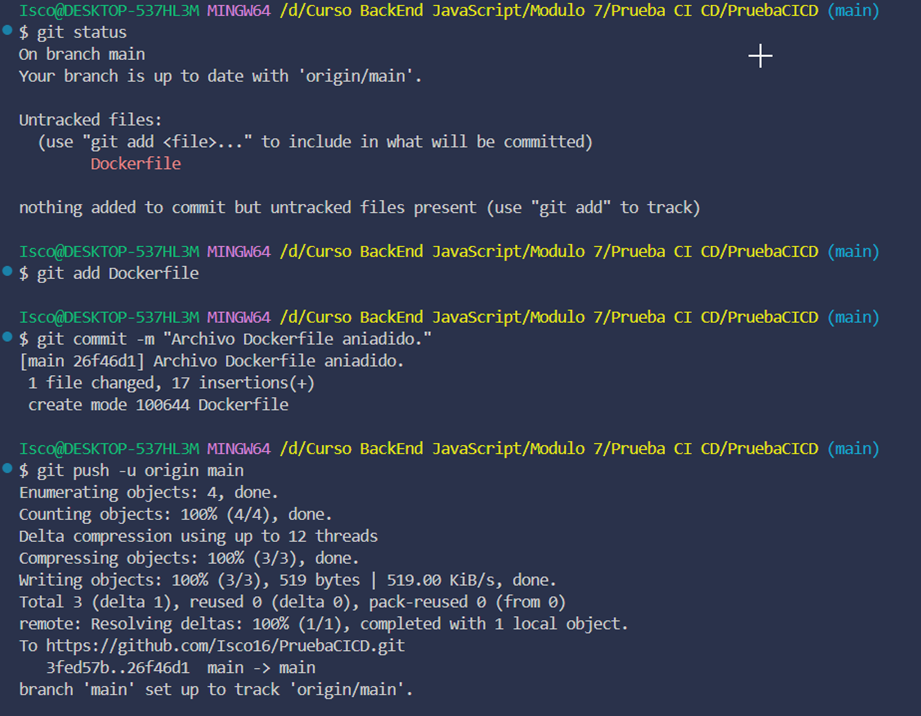 Isco@DESKTOP-537HL3M MINGW64 /d/Curso BackEnd JavaScript/Modulo 7/Prueba CI CD/PruebaCICD (main)
$ git status
On branch main
Your branch is up to date with 'origin/main'.
Untracked files:
(use "git add <file>..." to include in what will be committed)
Dockerfile
nothing added to commit but untracked files present (use "git add" to track)
Isco@DESKTOP-537HL3M MINGW64 /d/Curso BackEnd JavaScript/Modulo 7/Prueba CI CD/PruebaCICD (main)
$ git add Dockerfile
Isco@DESKTOP-537HL3M MINGW64 /d/Curso BackEnd JavaScript/Modulo 7/Prueba CI CD/PruebaCICD (main)
$ git commit -m "Archivo Dockerfile aniadido."
[main 26f46d1] Archivo Dockerfile aniadido.
1 file changed, 17 insertions(+)
create mode 100644 Dockerfile
Isco@DESKTOP-537HL3M MINGW64 /d/Curso BackEnd JavaScript/Modulo 7/Prueba CI CD/PruebaCICD (main)
$ git push -u origin main
Enumerating objects: 4, done.
Counting objects: 100% (4/4), done.
Delta compression using up to 12 threads
Compressing objects: 100% (3/3), done.
Writing objects: 100% (3/3), 519 bytes | 519.00 KiB/s, done.
Total 3 (delta 1), reused 0 (delta 0), pack-reused 0 (from 0)
remote: Resolving deltas: 100% (1/1), completed with 1 local object.
To https://github.com/Isco16/PruebaCICD.git
3fed57b..26f46d1  main -> main
branch 'main' set up to track 'origin/main'.